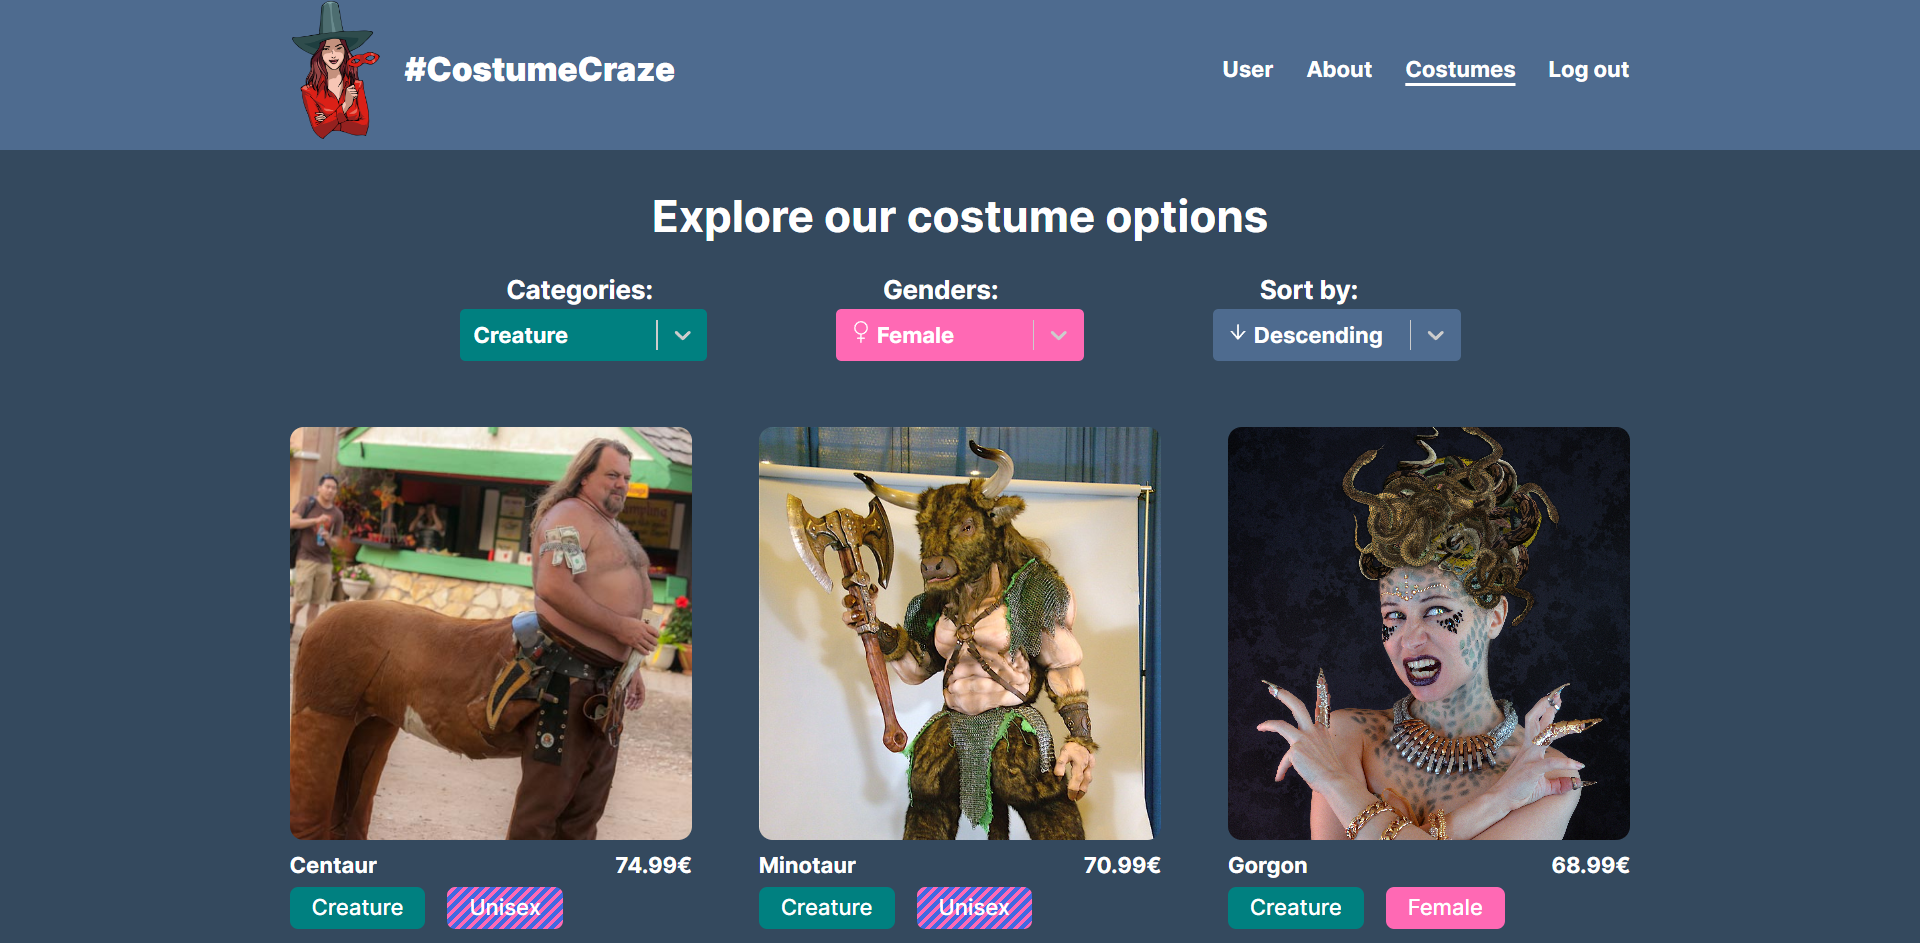 #CostumeCraze
User About Costumes Log out
Explore our costume options
Categories: Genders: Sort by:
Creature Female Descending
Centaur 74.99€ Minotaur 70.99€ Gorgon 68.99€
Creature Unisex Creature Unisex Creature Female